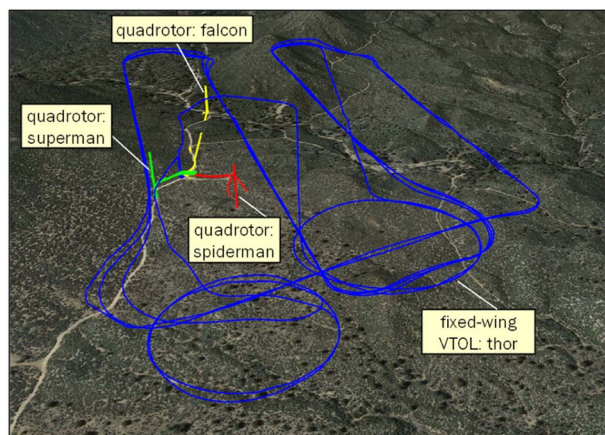 quadrotor: falcon
quadrotor:
superman
quadrotor:
spiderman
fixed-wing
VTOL: thor